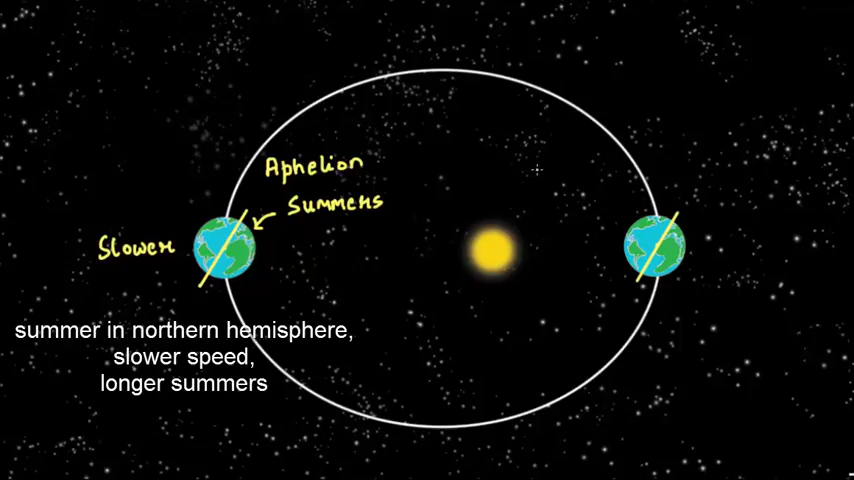 Aphelion
Summers
Slower
summer in northern hemisphere,
slower speed,
longer summers